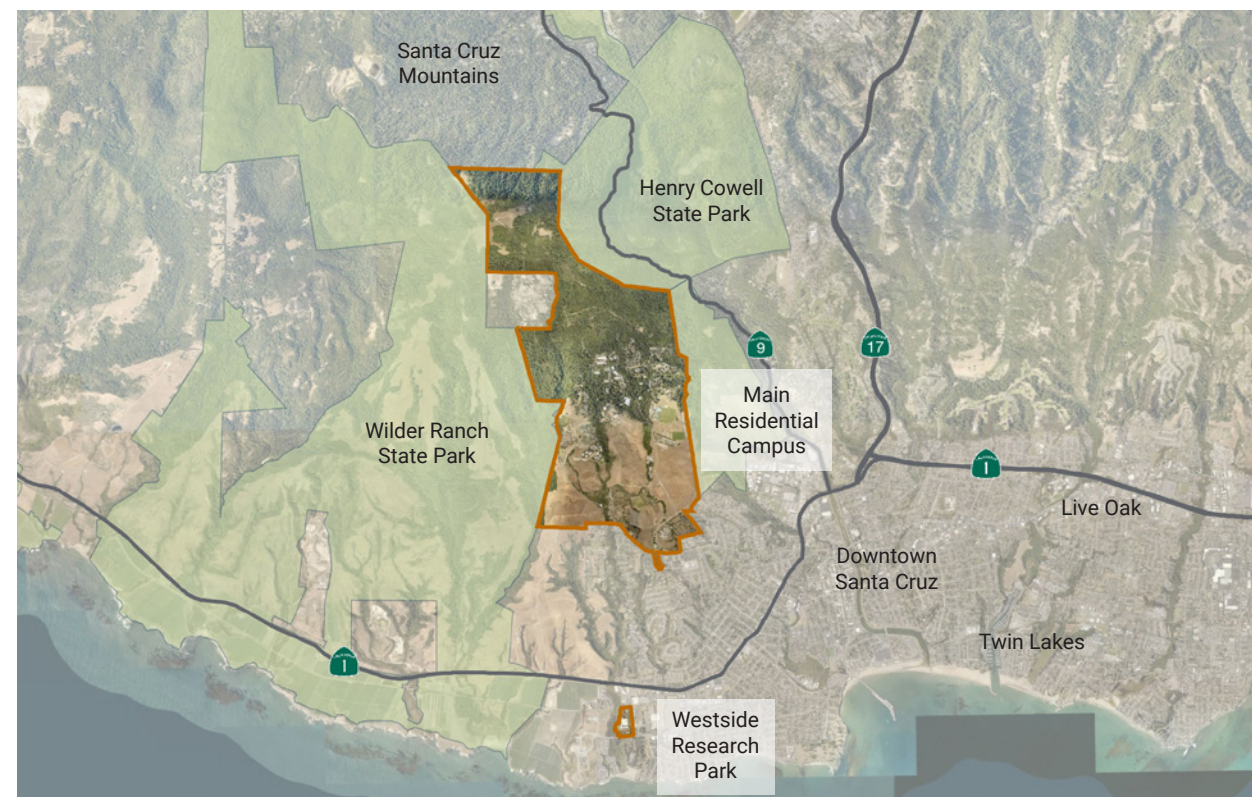 Santa Cruz
Mountains
Henry Cowell
State Park
9
17
Main
Residential
Campus
Wilder Ranch
State Park
1
Live Oak
Downtown
Santa Cruz
Twin Lakes
1
Westside
Research
Park